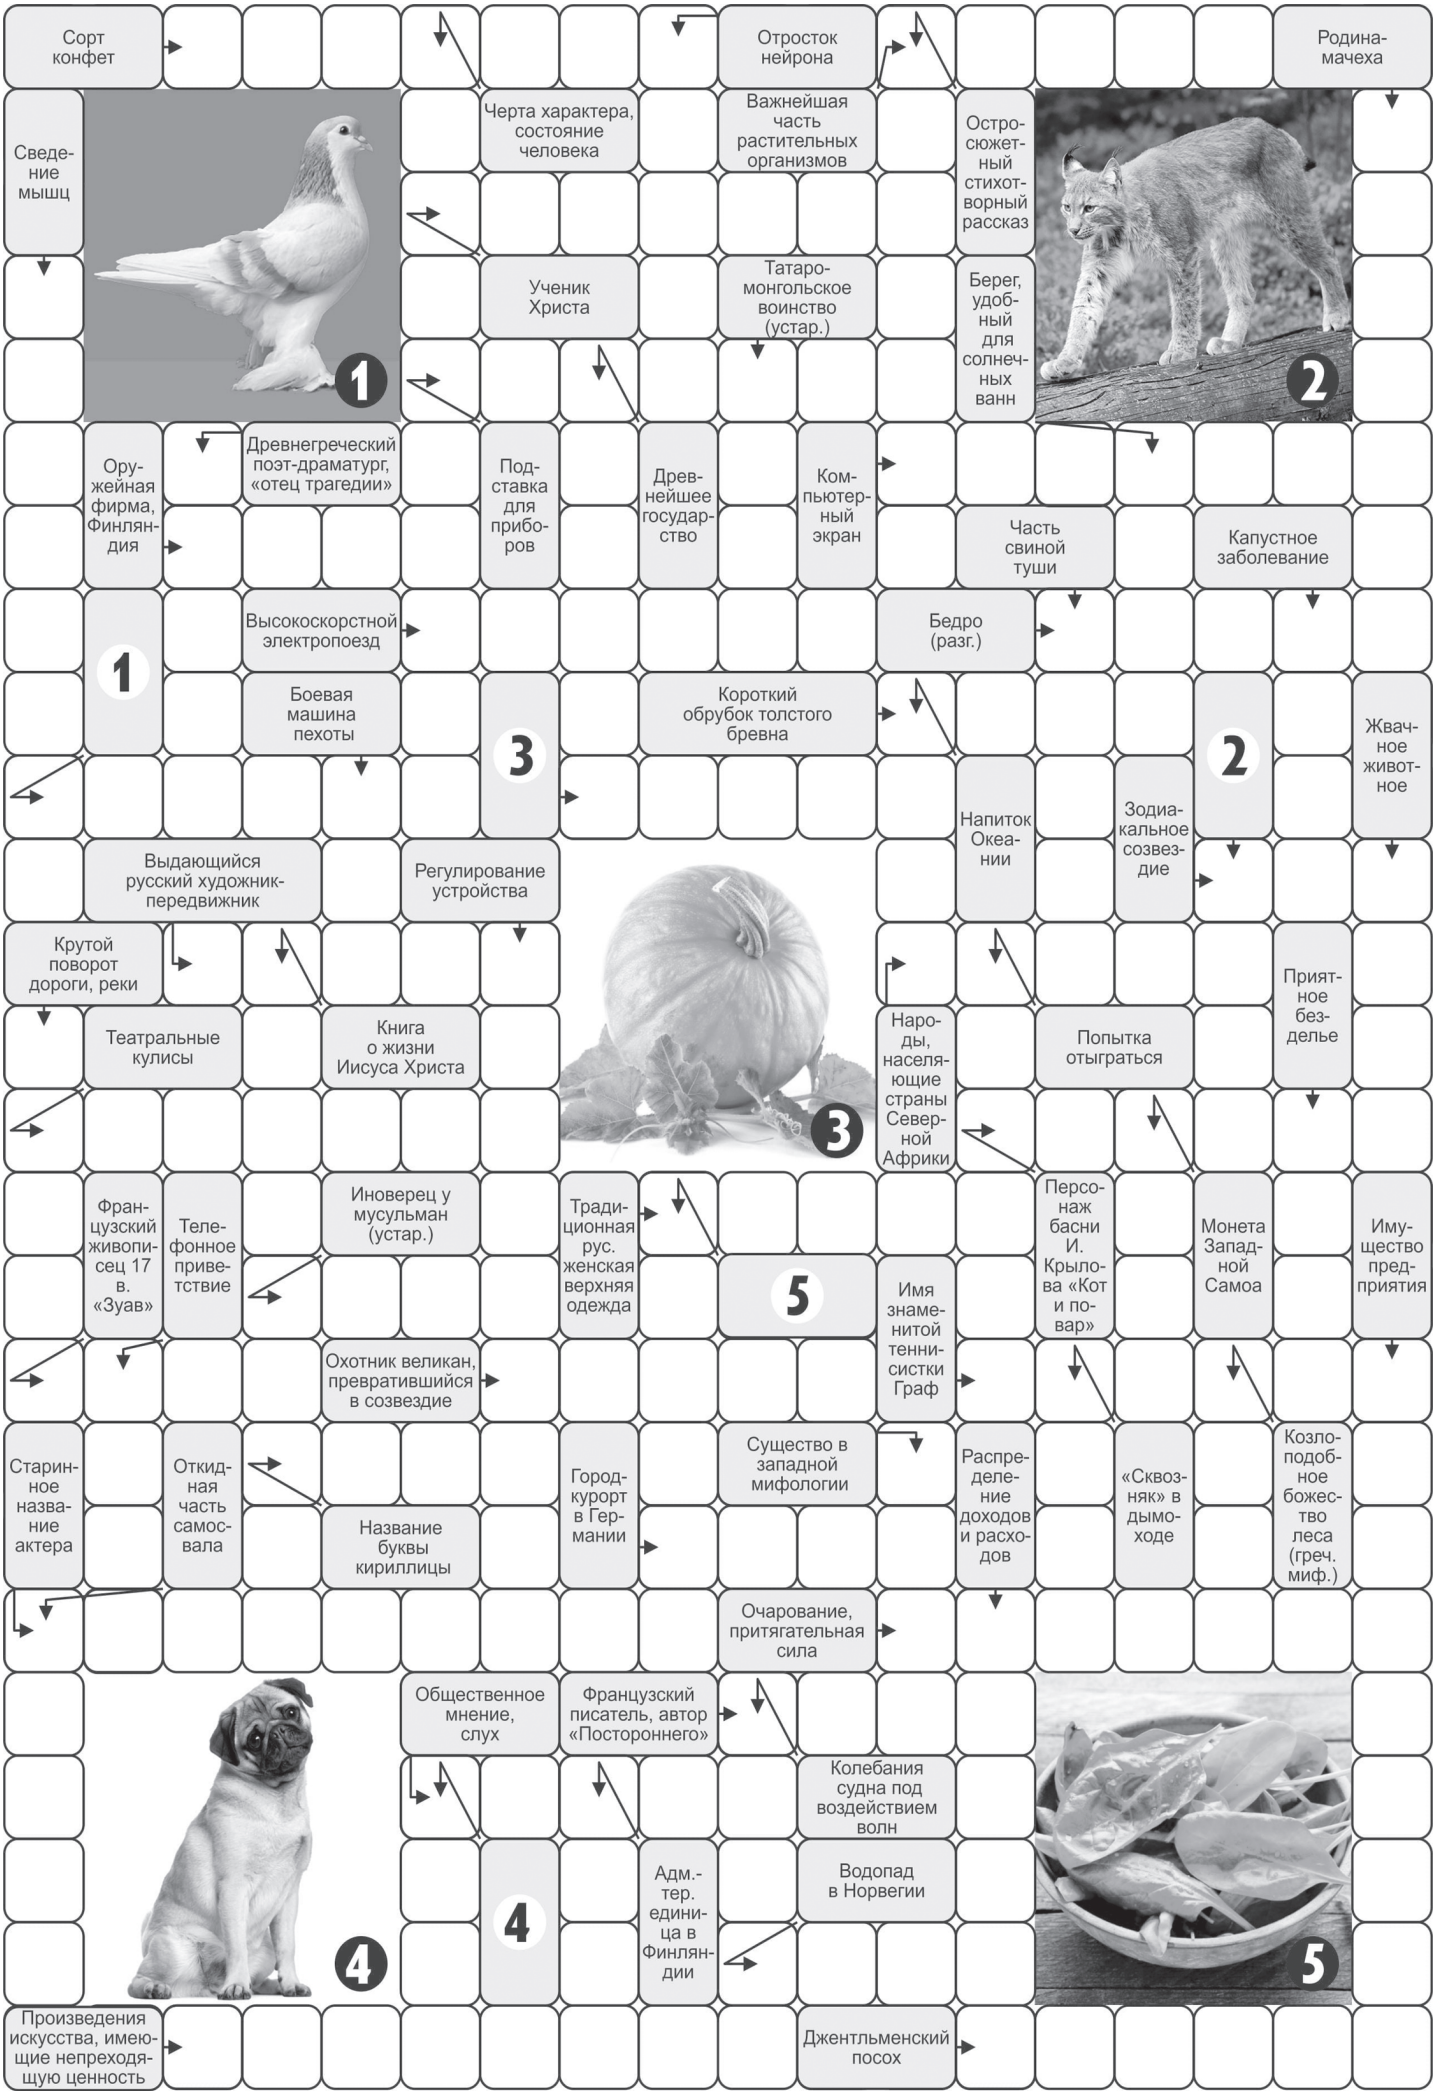 Сорт
конфет
Отросток
нейрона
Родина-
мачеха
Сведе-
ние
мышц
Черта характера,
состояние
человека
Важнейшая
часть
растительных
организмов
Остро-
сюжет-
ный
стихот-
ворный
рассказ
Ученик
Христа
Татаро-
монгольское
воинство
(устар.)
Берег,
удоб-
ный
для
солнеч-
ных
ванн
1
2
Ору-
жейная
фирма,
Финлян-
дия
Древнегреческий
поэт-драматург,
«отец трагедии»
Под-
ставка
для
прибо-
ров
Древ-
нейшее
государ-
ство
Ком-
пьютер-
ный
экран
Часть
свиной
туши
Капустное
заболевание
1
Высокоскорстной
электропоезд
Бедро
(разг.)
Боевая
машина
пехоты
3
Короткий
обрубок толстого
бревна
2
Жвач-
ное
живот-
ное
Напиток
Океа-
нии
Зодиа-
кальное
созвез-
дие
Выдающийся
русский художник-
передвижник
Регулирование
устройства
Крутой
поворот
дороги, реки
Прият-
ное
без-
делье
Театральные
кулисы
Книга
о жизни
Иисуса Христа
Наро-
ды,
населя-
ющие
страны
Север-
ной
Африки
Попытка
отыграться
3
Фран-
цузский
живопи-
сец 17
в.
«Зуав»
Теле-
фонное
приве-
тствие
Иноверец у
мусульман
(устар.)
Тради-
ционная
рус.
женская
верхняя
одежда
5
Имя
знаме-
нитой
тенни-
систки
Граф
Персо-
наж
басни
И.
Крыло-
ва «Кот
и по-
вар»
Монета
Запад-
ной
Самоа
Иму-
щество
пред-
приятия
Охотник великан,
превратившийся
в созвездие
Старин-
ное
назва-
ние
актера
Откид-
ная
часть
самос-
вала
Название
буквы
кириллицы
Город-
курорт
в Гер-
мании
Существо в
западной
мифологии
Распре-
деле-
ние
доходов
и расхо-
дов
«Сквоз-
няк» в
дымо-
ходе
Козло-
подоб-
ное
божес-
тво
леса
(греч.
миф.)
Очарование,
притягательная
сила
Общественное
мнение,
слух
Французский
писатель, автор
«Постороннего»
Колебания
судна под
воздействием
волн
4
4
Адм.-
тер.
едини-
ца в
Финлян-
дии
Водопад
в Норвегии
5
Произведения
искусства, имею-
щие непреходя-
щую ценность
Джентльменский
посох